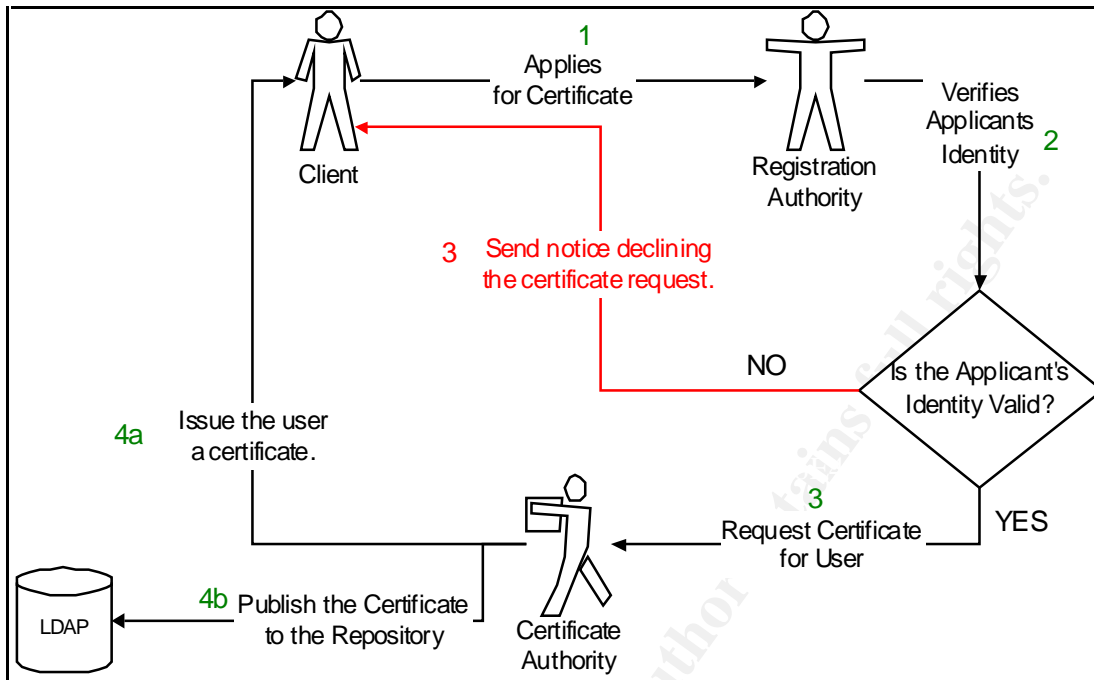 1
Applies
for Certificate
Client
Registration
Authority
Verifies
Applicants
Identity
2
3
Send notice declining
the certificate request.
NO
Is the Applicant's
Identity Valid?
YES
3
Request Certificate
for User
4a
Issue the user
a certificate.
4b
Publish the Certificate
to the Repository
LDAP
Certificate
Authority
rights.